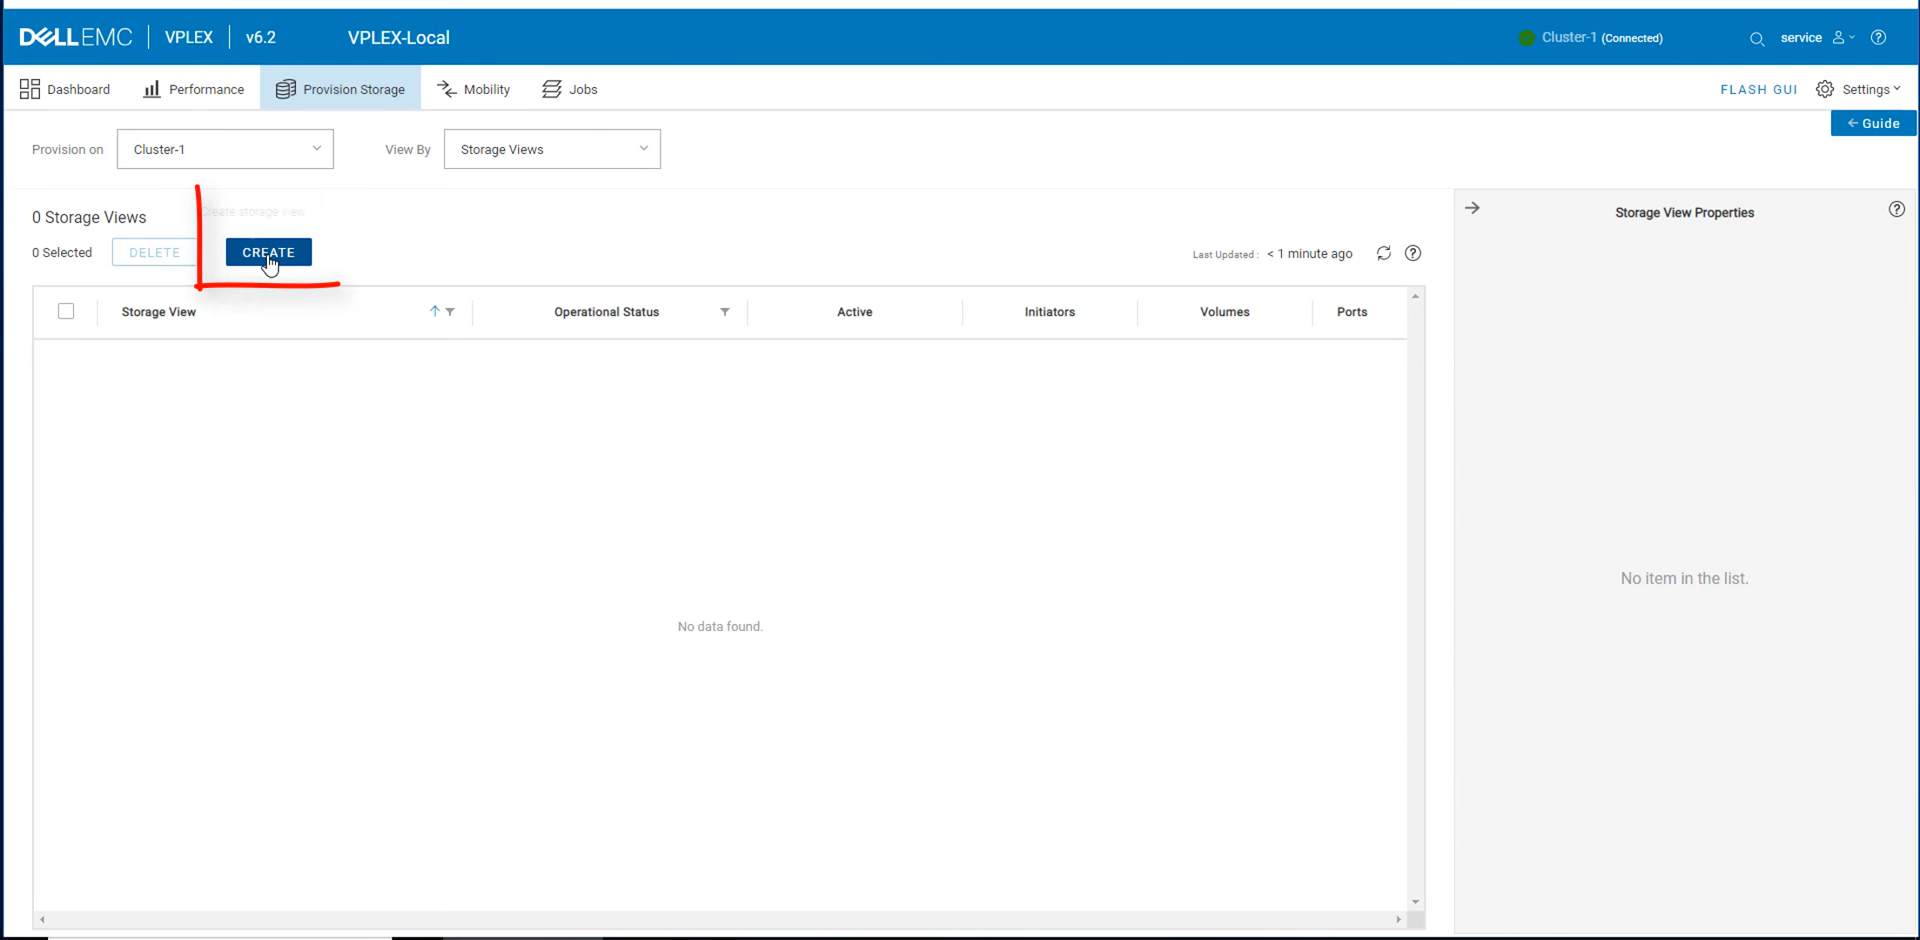 DELLEMC VPLEX v6.2 VPLEX-Local Cluster-1 (Connected) service
Dashboard Performance Provision Storage Mobility Jobs FLASH GUI Settings
← Guide
Provision on Cluster-1 View By Storage Views
0 Storage Views Create storage view Storage View Properties
0 Selected DELETE CREATE Last Updated : < 1 minute ago
Storage View Operational Status Active Initiators Volumes Ports
No item in the list.
No data found.